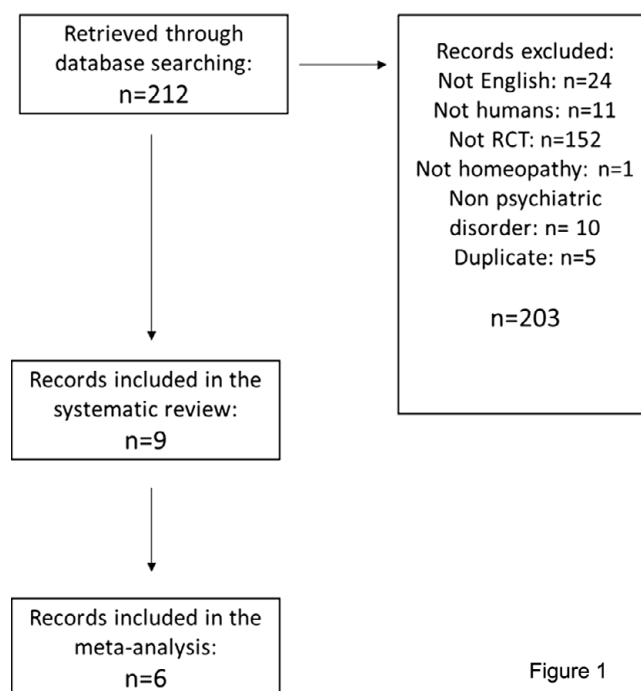 Retrieved through
database searching:
n=212
Records excluded:
Not English: n=24
Not humans: n=11
Not RCT: n=152
Not homeopathy: n=1
Non psychiatric
disorder: n= 10
Duplicate: n=5
n=203
Records included in the
systematic review:
n=9
Records included in the
meta-analysis:
n=6
Figure 1